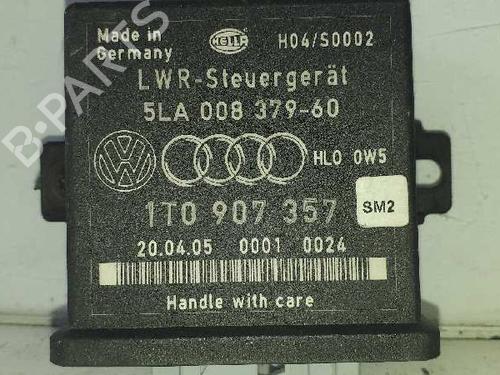 Made in
Germany
HELLA
H04/S0002
LWR-Steuergerät
5LA 008 379-60
HLO 0W5
1T0 907 357
SM2
20.04.05 0001 0024
Handle with care
B-PARTS